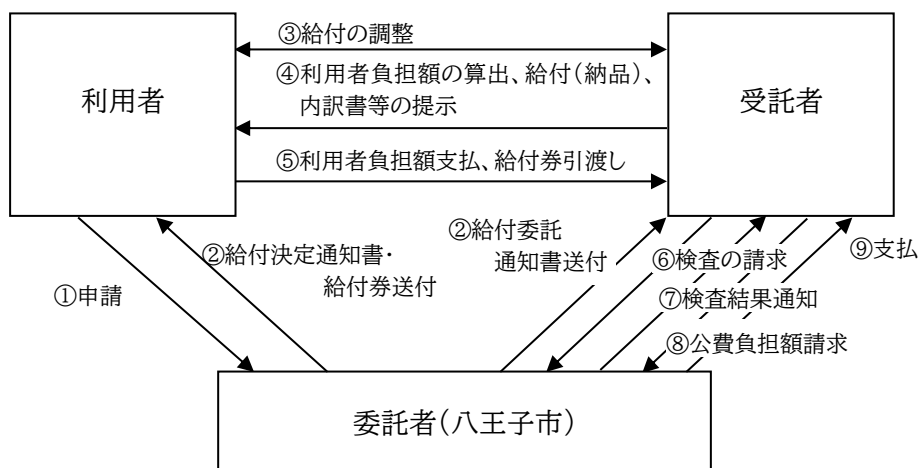 ③給付の調整
④利用者負担額の算出、給付(納品)、
内訳書等の提示
利用者
受託者
⑤利用者負担額支払、給付券引渡し
②給付決定通知書・
給付券送付
②給付委託
通知書送付
①申請
⑥検査の請求
⑨支払
⑦検査結果通知
⑧公費負担額請求
委託者(八王子市)